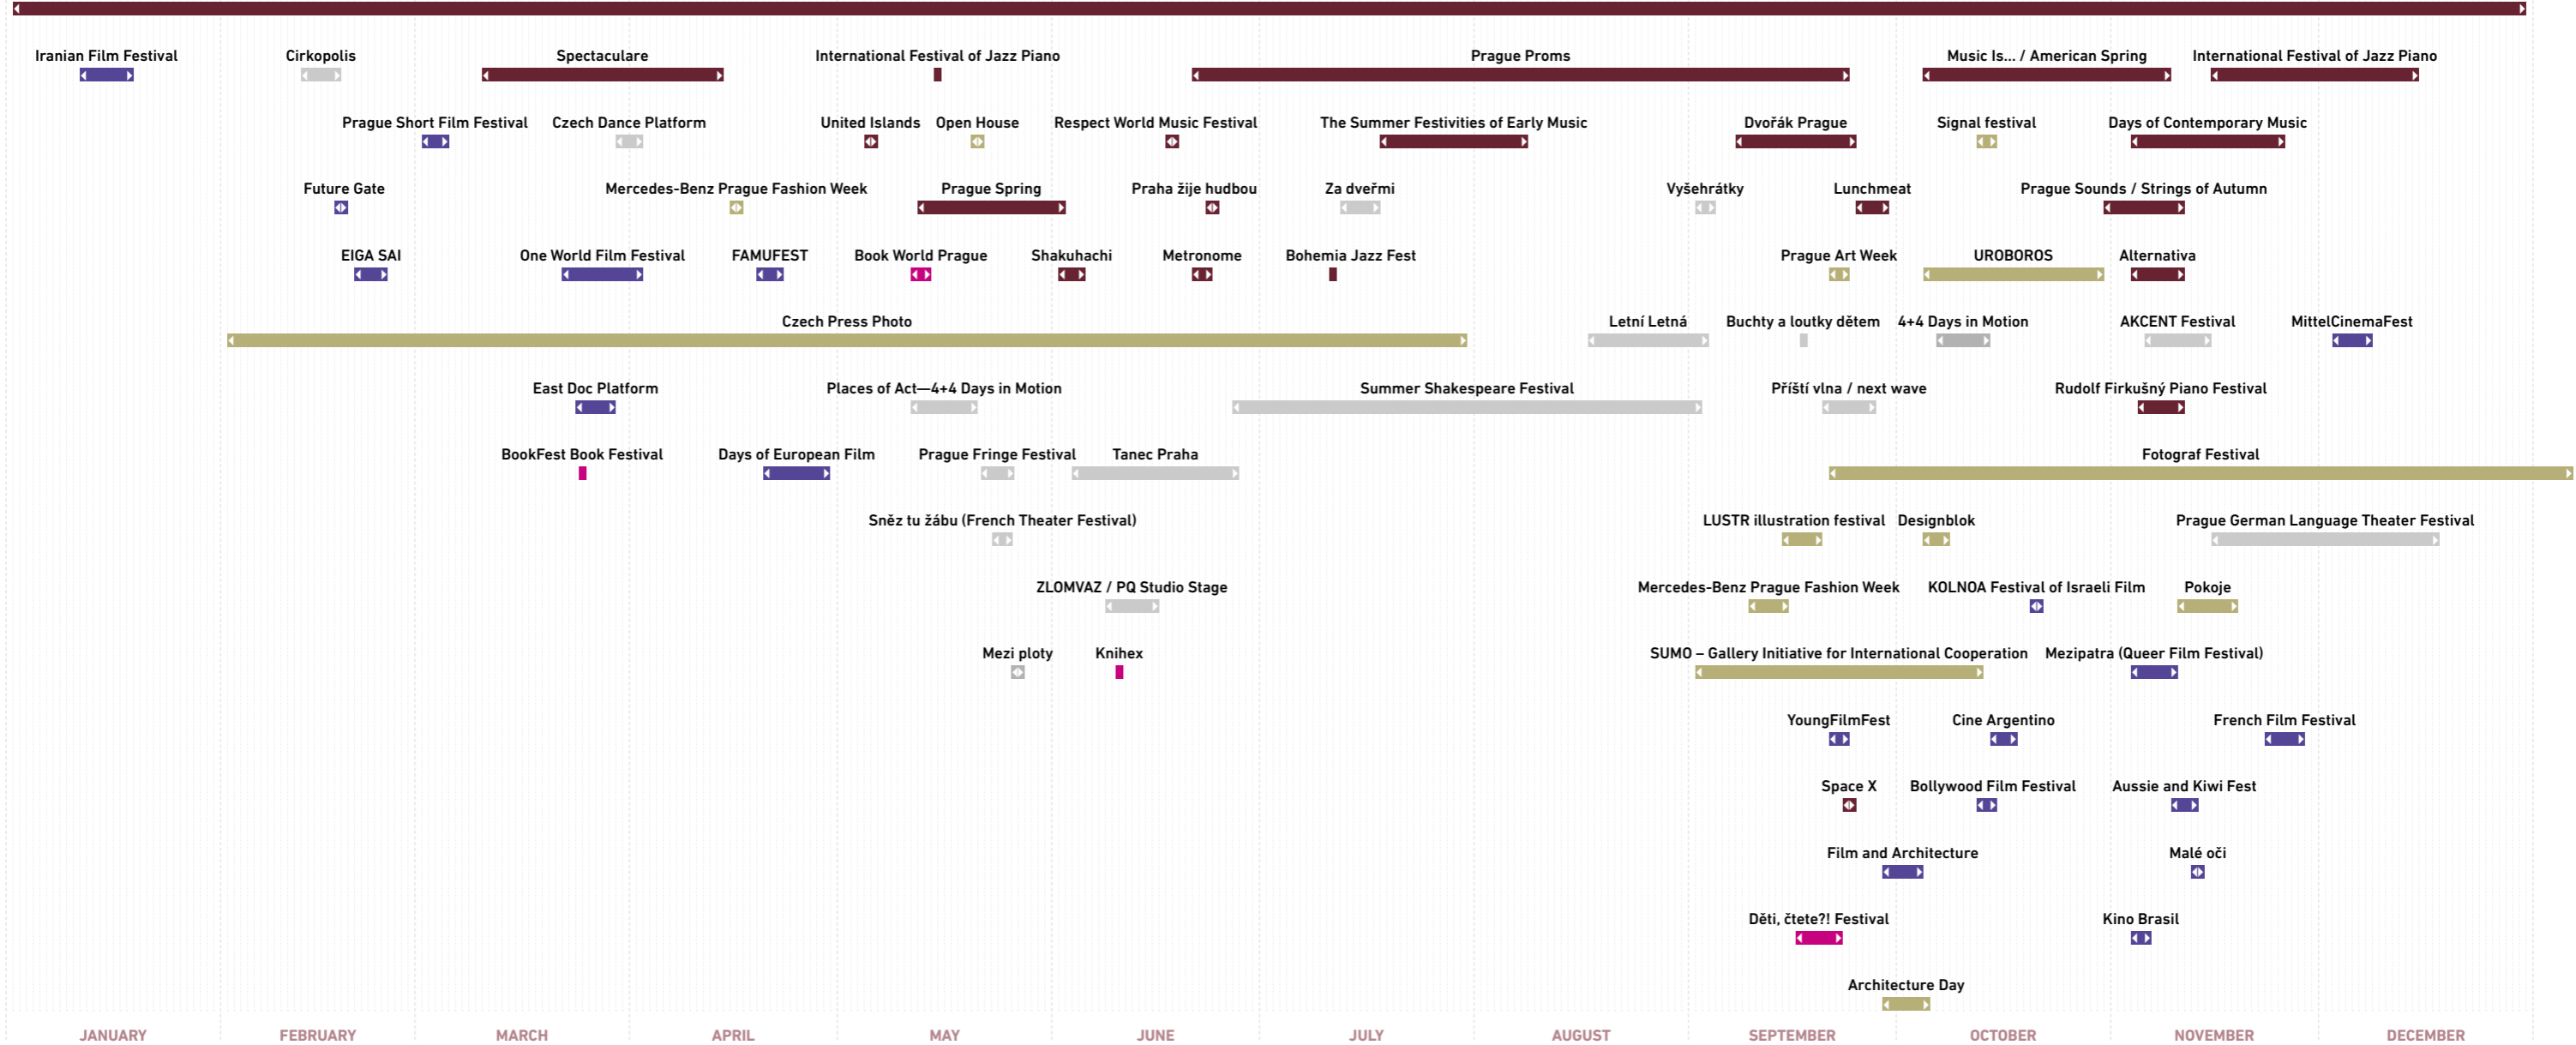 Iranian Film Festival
Cirkopolis
Spectaculare
International Festival of Jazz Piano
Prague Proms
Music Is... / American Spring
International Festival of Jazz Piano
Prague Short Film Festival
Czech Dance Platform
United Islands
Open House
Respect World Music Festival
The Summer Festivities of Early Music
Dvořák Prague
Signal festival
Days of Contemporary Music
Future Gate
Mercedes-Benz Prague Fashion Week
Prague Spring
Praha žije hudbou
Za dveřmi
Vyšehrátky
Lunchmeat
Prague Sounds / Strings of Autumn
EIGA SAI
One World Film Festival
FAMUFEST
Book World Prague
Shakuhachi
Metronome
Bohemia Jazz Fest
Prague Art Week
UROBOROS
Alternativa
Czech Press Photo
Letní Letná
Buchty a loutky dětem
4+4 Days in Motion
AKCENT Festival
MittelCinemaFest
East Doc Platform
Places of Act—4+4 Days in Motion
Summer Shakespeare Festival
Příští vlna / next wave
Rudolf Firkušný Piano Festival
BookFest Book Festival
Days of European Film
Prague Fringe Festival
Tanec Praha
Fotograf Festival
Sněz tu žábu (French Theater Festival)
LUSTR illustration festival
Designblok
Prague German Language Theater Festival
ZLOMVAZ / PQ Studio Stage
Mercedes-Benz Prague Fashion Week
KOLNOA Festival of Israeli Film
Pokoje
Mezi ploty
Knihex
SUMO – Gallery Initiative for International Cooperation
Mezipatra (Queer Film Festival)
YoungFilmFest
Cine Argentino
French Film Festival
Space X
Bollywood Film Festival
Aussie and Kiwi Fest
Film and Architecture
Malé oči
Děti, čtete?! Festival
Kino Brasil
Architecture Day
JANUARY
FEBRUARY
MARCH
APRIL
MAY
JUNE
JULY
AUGUST
SEPTEMBER
OCTOBER
NOVEMBER
DECEMBER